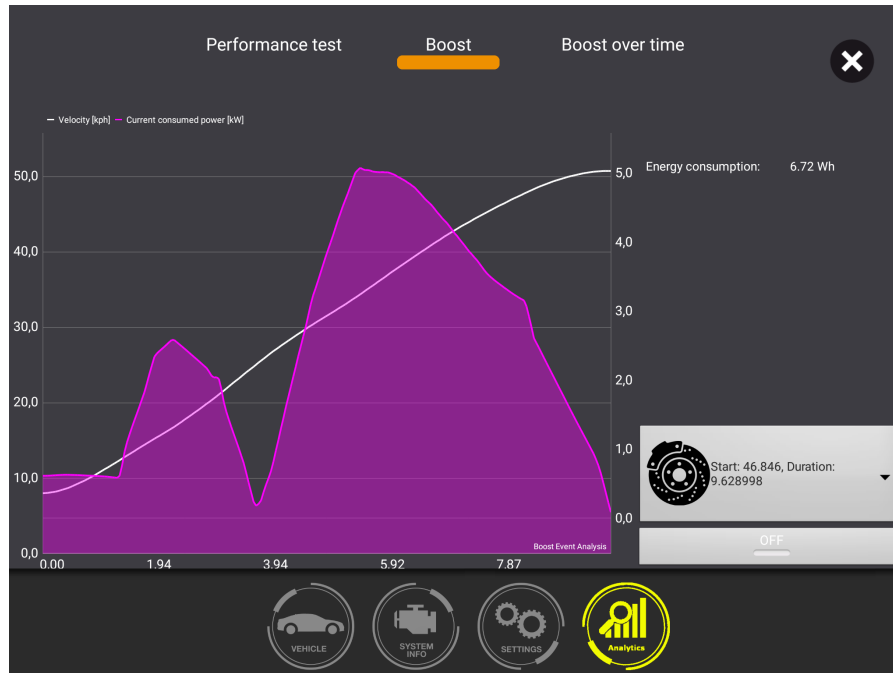 Performance test
Boost
Boost over time
Velocity [kph]
Current consumed power [kW]
50,0
40,0
30,0
20,0
10,0
0,0
5,0
4,0
3,0
2,0
1,0
0,0
Energy consumption: 6.72 Wh
Start: 46.846, Duration:
9.628998
OFF
Boost Event Analysis
0.00 1.94 3.94 5.92 7.87
VEHICLE
SYSTEM
INFO
SETTINGS
Analytics